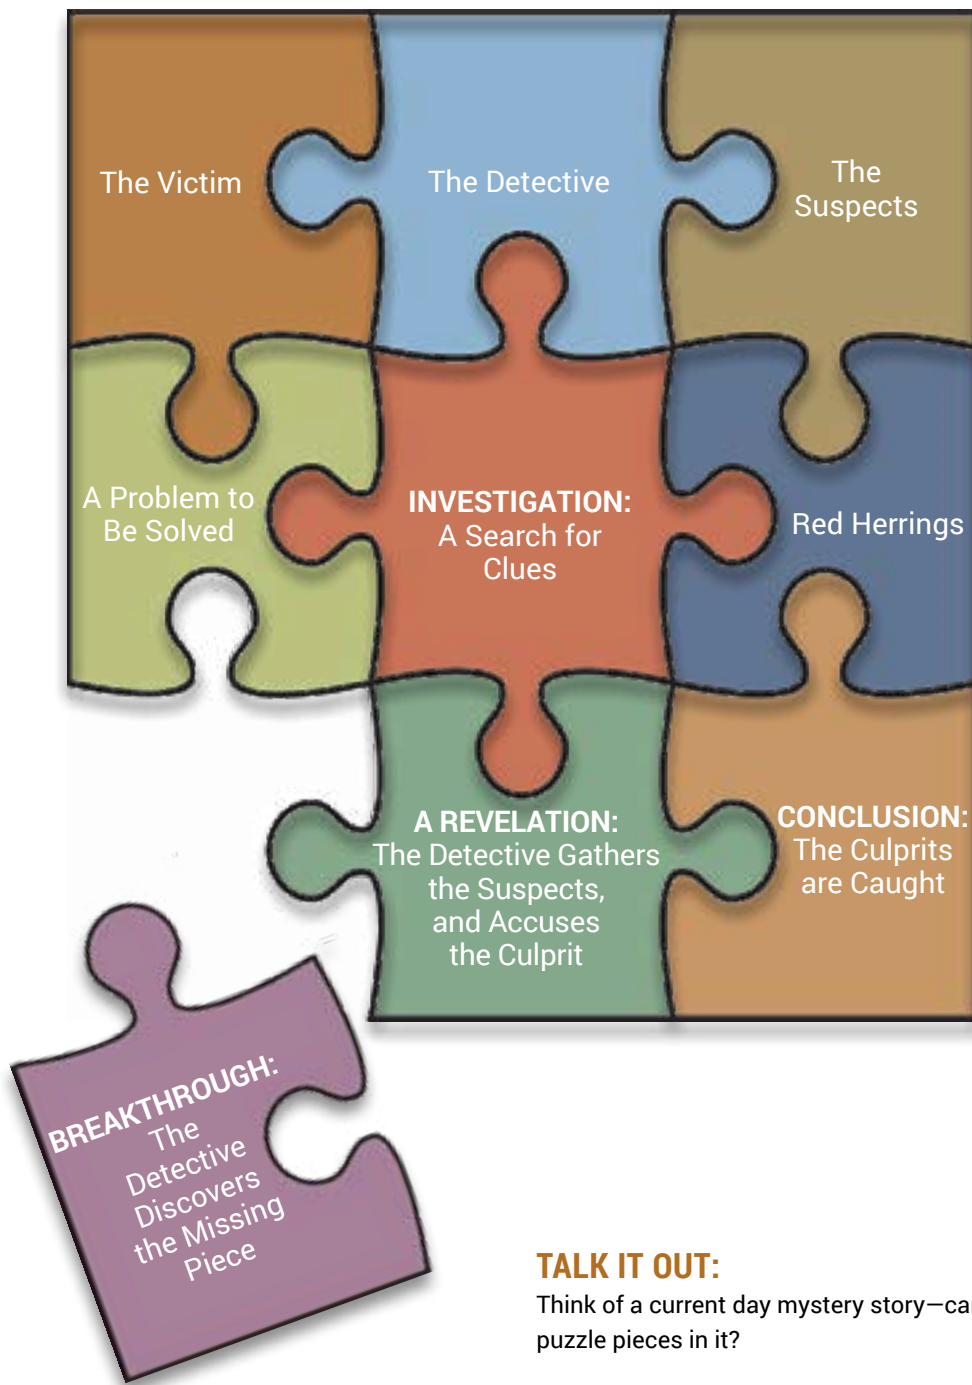 The Victim
The Detective
The
Suspects
A Problem to
Be Solved
INVESTIGATION:
A Search for
Clues
Red Herrings
A REVELATION:
The Detective Gathers
the Suspects,
and Accuses
the Culprit
CONCLUSION:
The Culprits
are Caught
BREAKTHROUGH:
The
Detective
Discovers
the Missing
Piece
TALK IT OUT:
Think of a current day mystery story—ca
puzzle pieces in it?